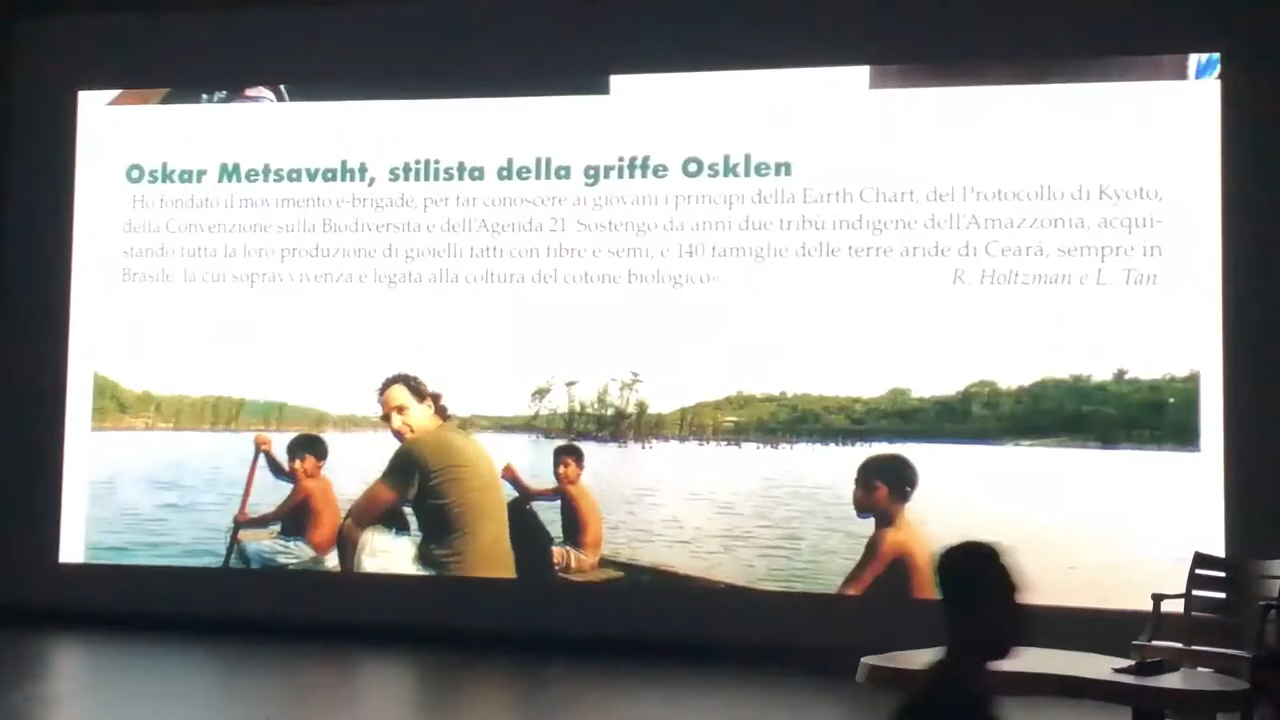 Oskar Metsavaht, stilista della griffe Osklen
«Ho fondato il movimento e-brigade, per far conoscere ai giovani i principi della Earth Chart, del Protocollo di Kyoto,
della Convenzione sulla Biodiversità e dell'Agenda 21. Sostengo da anni due tribù indigene dell'Amazzonia, acqui-
stando tutta la loro produzione di gioielli fatti con fibre e semi, e 140 famiglie delle terre aride di Ceará, sempre in
Brasile, la cui sopravvivenza è legata alla coltura del cotone biologico».
R. Holtzman e L. Tan